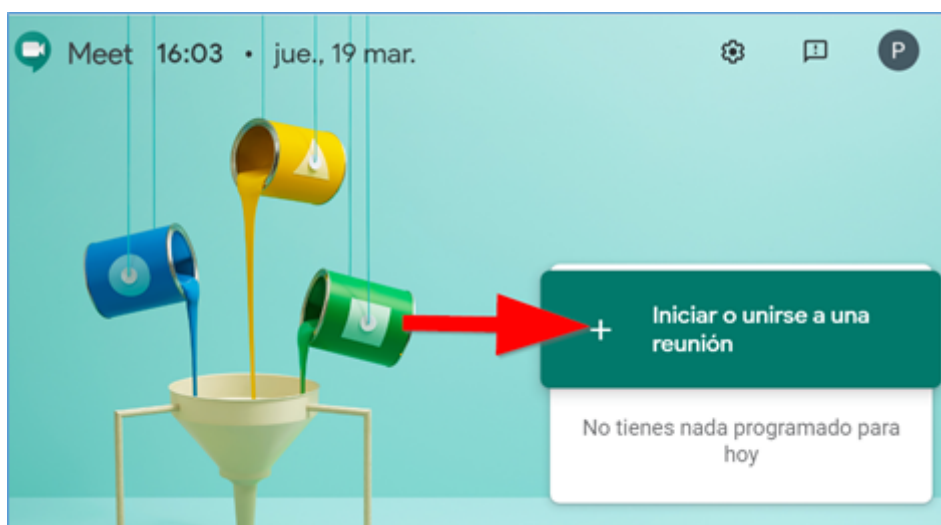 Meet 16:03 • jue., 19 mar.
P
+ Iniciar o unirse a una
reunión
No tienes nada programado para
hoy